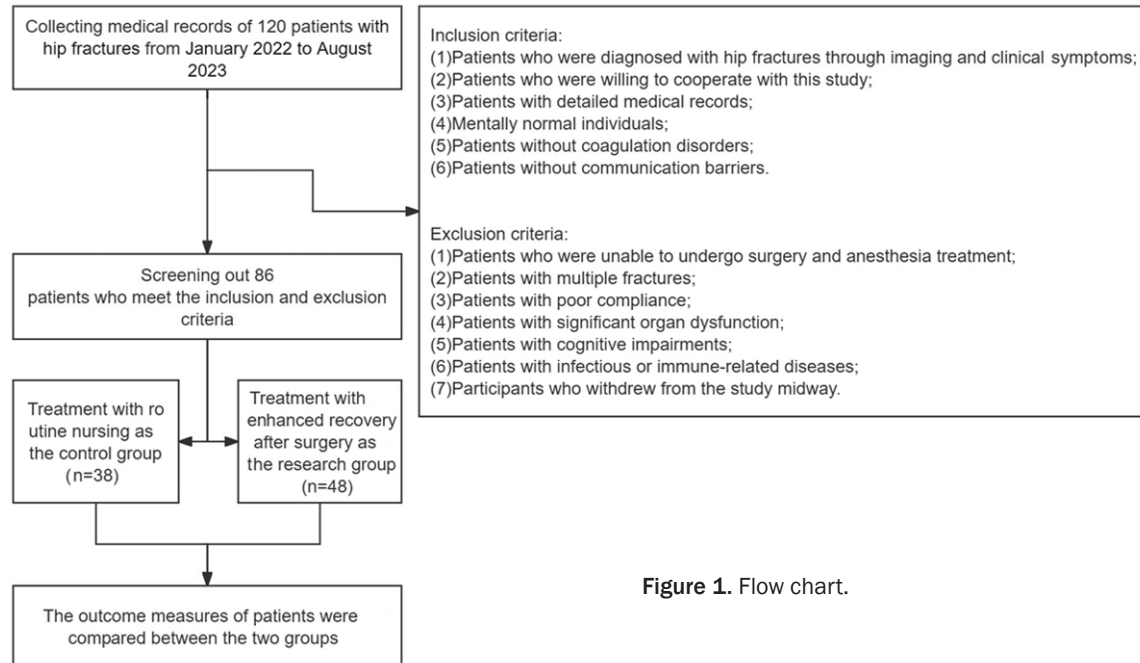 Collecting medical records of 120 patients with
hip fractures from January 2022 to August
2023
Inclusion criteria:
(1)Patients who were diagnosed with hip fractures through imaging and clinical symptoms;
(2)Patients who were willing to cooperate with this study;
(3)Patients with detailed medical records;
(4)Mentally normal individuals;
(5)Patients without coagulation disorders;
(6)Patients without communication barriers.
Exclusion criteria:
(1)Patients who were unable to undergo surgery and anesthesia treatment;
(2)Patients with multiple fractures;
(3)Patients with poor compliance;
(4)Patients with significant organ dysfunction;
(5)Patients with cognitive impairments;
(6)Patients with infectious or immune-related diseases;
(7)Participants who withdrew from the study midway.
Screening out 86
patients who meet the inclusion and exclusion
criteria
Treatment with ro
utine nursing as
the control group
(n=38)
Treatment with
enhanced recovery
after surgery as
the research group
(n=48)
The outcome measures of patients were
compared between the two groups
Figure 1. Flow chart.